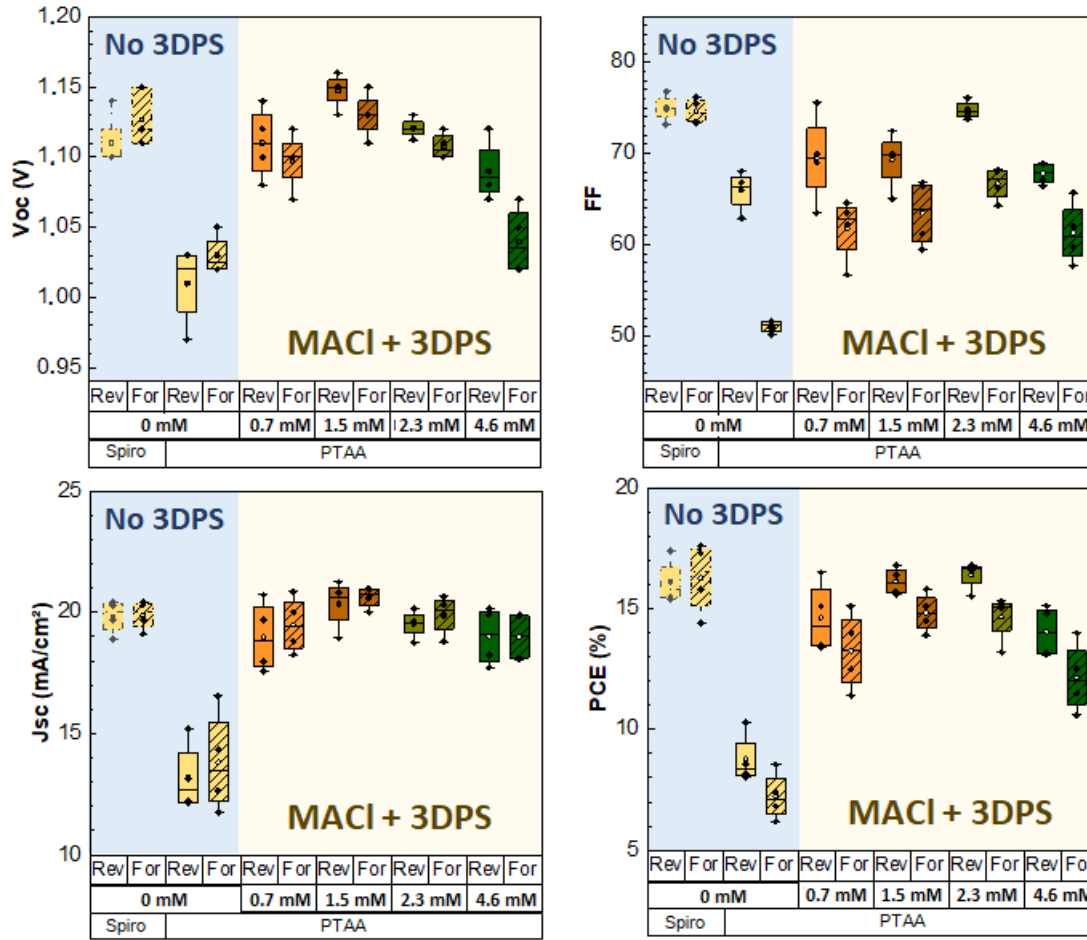 1.20
1.15
1.10
1.05
1.00
0.95
Voc (V)
No 3DPS
MACl + 3DPS
Rev For Rev For Rev For Rev For Rev For Rev For
0 mM 0.7 mM 1.5 mM 2.3 mM 4.6 mM
Spiro PTAA
80
70
60
50
FF
No 3DPS
MACl + 3DPS
Rev For Rev For Rev For Rev For Rev For Rev For
0 mM 0.7 mM 1.5 mM 2.3 mM 4.6 mM
Spiro PTAA
25
20
15
10
Jsc (mA/cm²)
No 3DPS
MACl + 3DPS
Rev For Rev For Rev For Rev For Rev For Rev For
0 mM 0.7 mM 1.5 mM 2.3 mM 4.6 mM
Spiro PTAA
20
15
10
5
PCE (%)
No 3DPS
MACl + 3DPS
Rev For Rev For Rev For Rev For Rev For Rev For
0 mM 0.7 mM 1.5 mM 2.3 mM 4.6 mM
Spiro PTAA